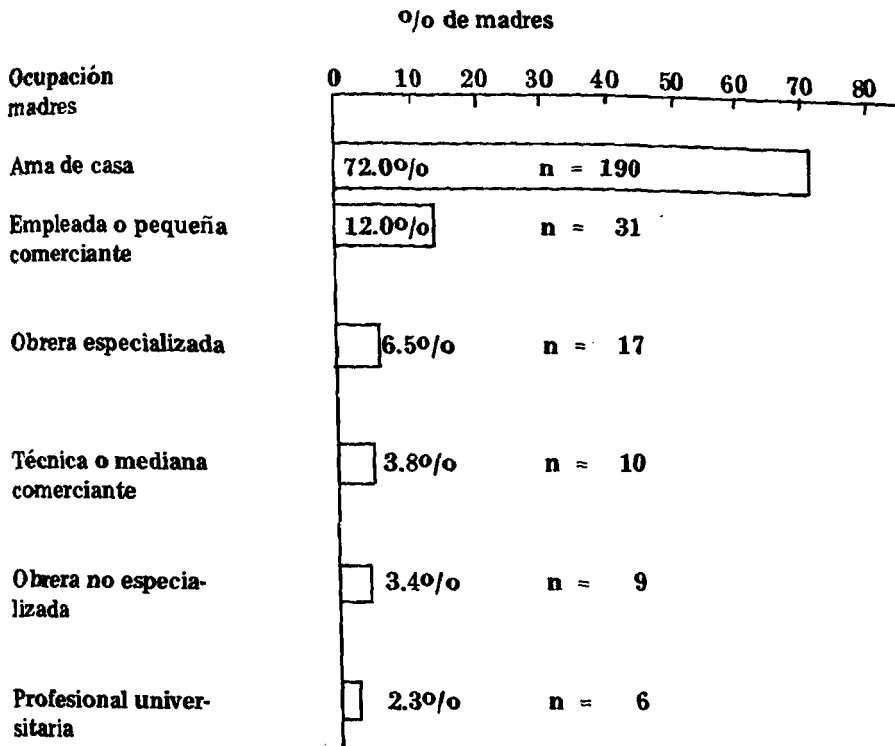 º/o de madres
Ocupación
madres
0 10 20 30 40 50 60 70 80
Ama de casa 72.0º/o n = 190
Empleada o pequeña
comerciante
12.0º/o n = 31
Obrera especializada 6.5º/o n = 17
Técnica o mediana
comerciante
3.8º/o n = 10
Obrera no especia-
lizada
3.4º/o n = 9
Profesional univer-
sitaria
2.3º/o n = 6